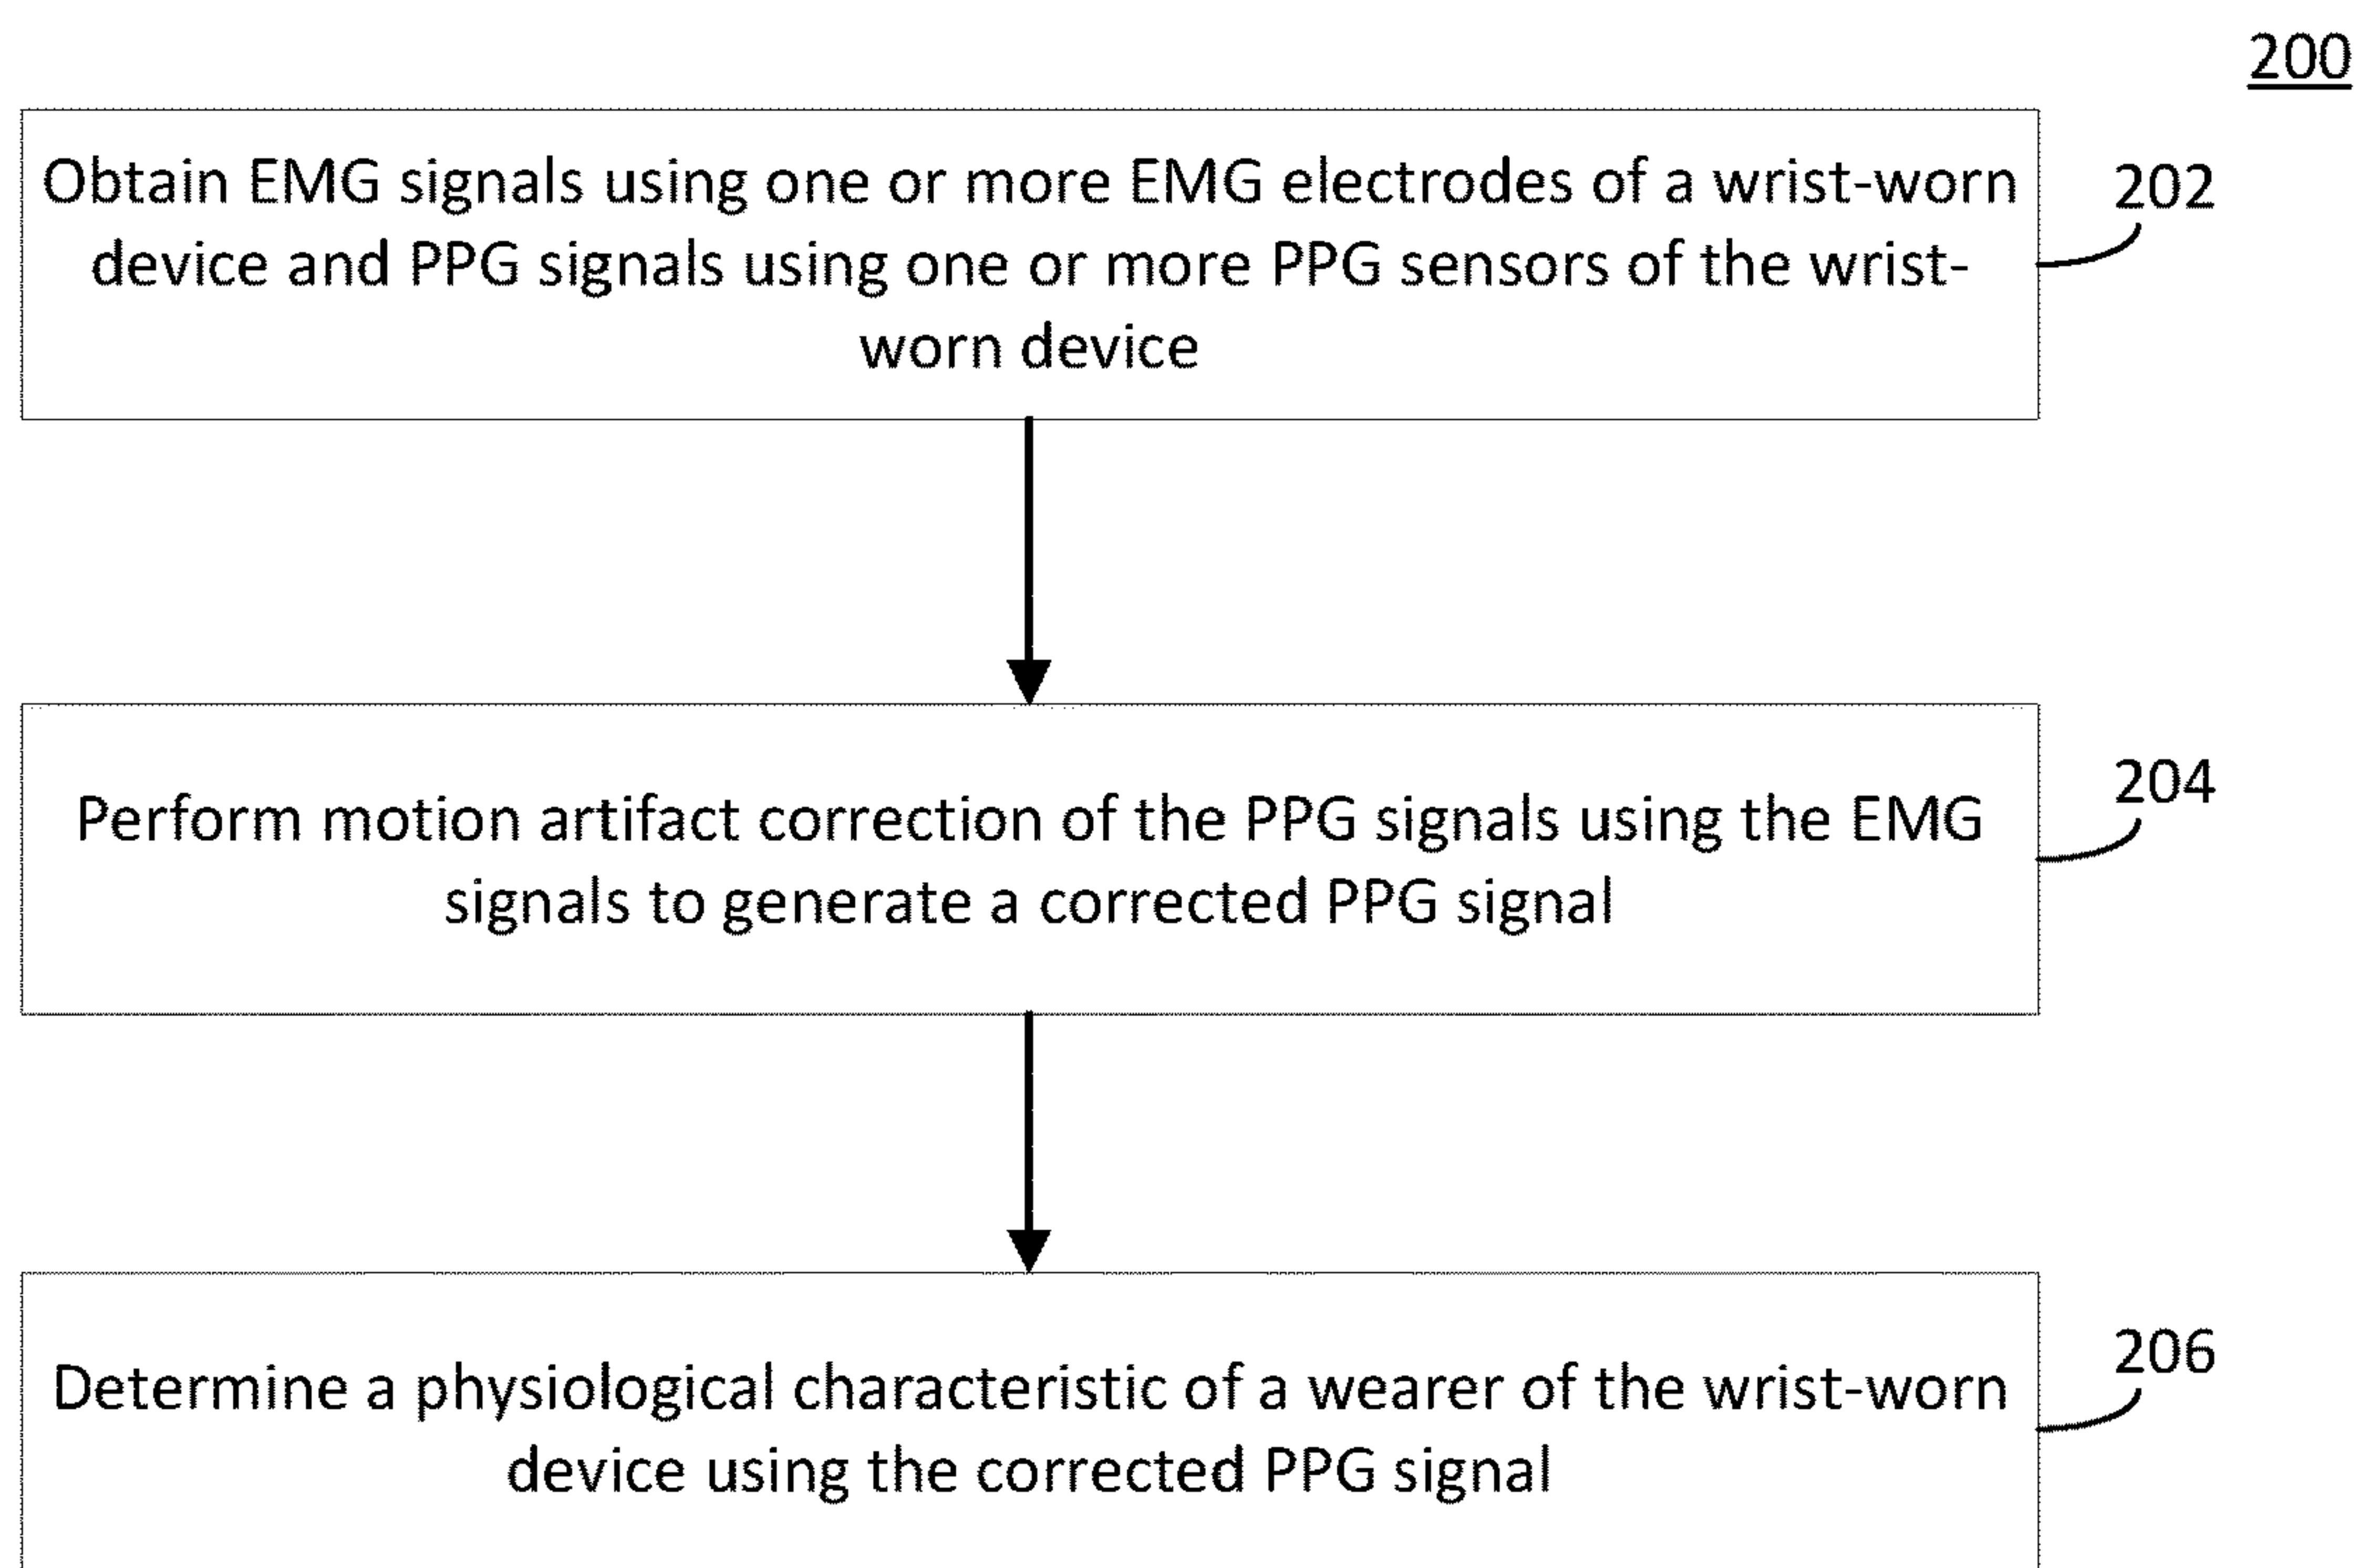 200
Obtain EMG signals using one or more EMG electrodes of a wrist-worn
device and PPG signals using one or more PPG sensors of the wrist-
worn device
202
Perform motion artifact correction of the PPG signals using the EMG
signals to generate a corrected PPG signal
204
Determine a physiological characteristic of a wearer of the wrist-worn
device using the corrected PPG signal
206